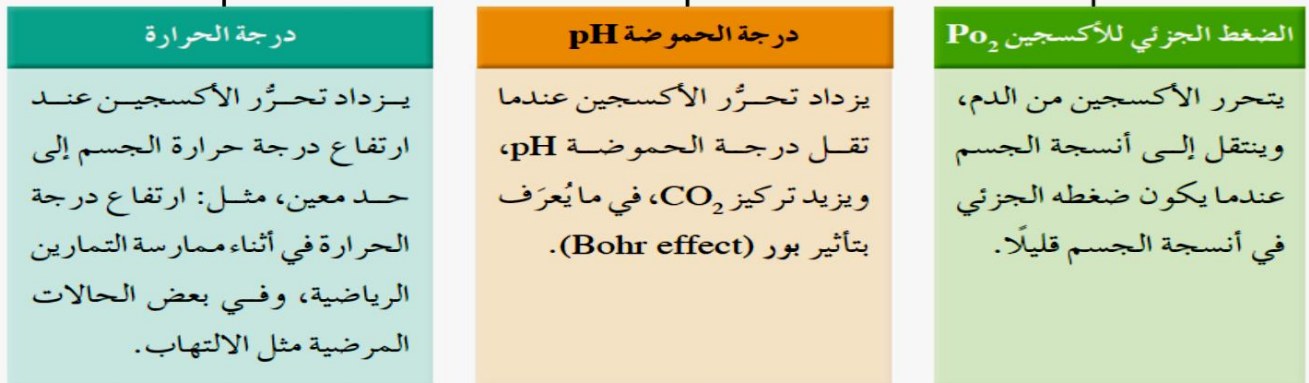 الضغط الجزئي للأكسجين Po₂
يتحرر الأكسجين من الدم،
وينتقل إلى أنسجة الجسم
عندما يكون ضغطه الجزئي
في أنسجة الجسم قليلًا.
درجة الحموضة pH
يزداد تحرُّر الأكسجين عندما
تقل درجة الحموضة pH،
ويزيد تركيز CO₂، في ما يُعرَف
بتأثير بور (Bohr effect).
درجة الحرارة
يزداد تحرُّر الأكسجين عند
ارتفاع درجة حرارة الجسم إلى
حد معين، مثل: ارتفاع درجة
الحرارة في أثناء ممارسة التمارين
الرياضية، وفي بعض الحالات
المرضية مثل الالتهاب.